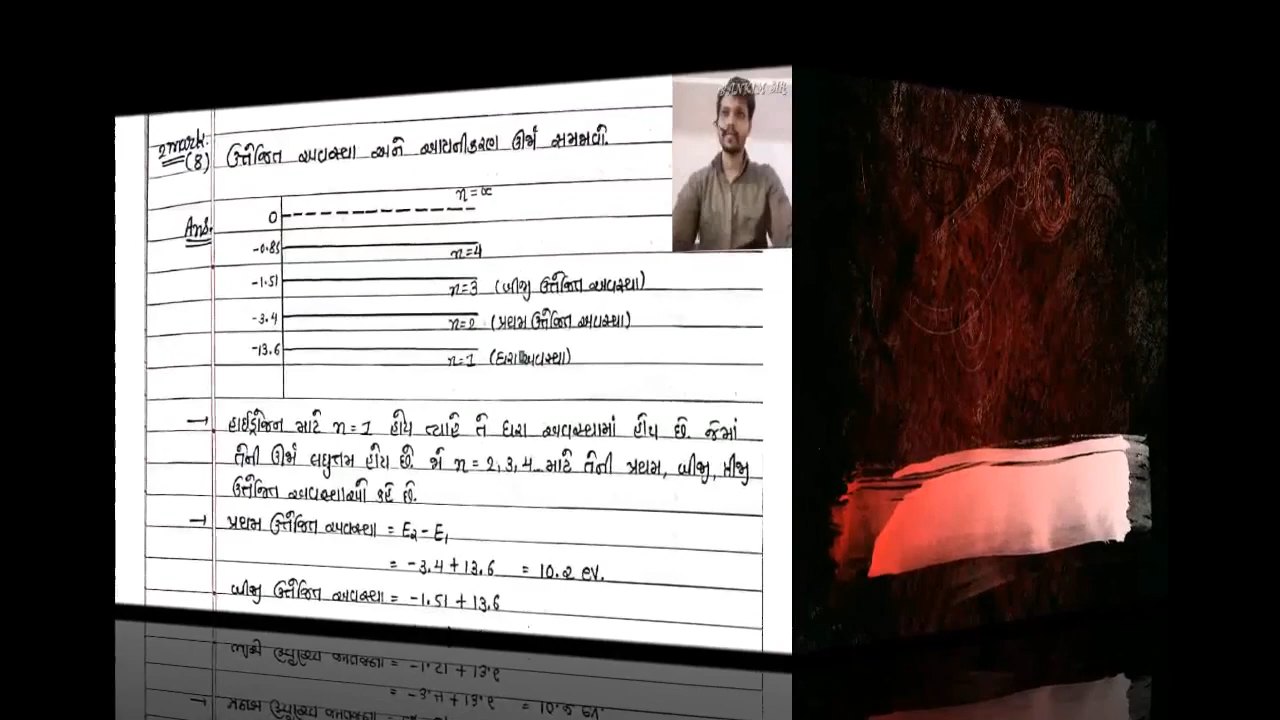 2 mark.
(8) ઉત્તેજિત અવસ્થા અને આયનીકરણ ઊર્જા સમજાવો.
Ans.
0 n=∞
-0.85 n=4
-1.51 n=3 (બીજી ઉત્તેજિત અવસ્થા)
-3.4 n=2 (પ્રથમ ઉત્તેજિત અવસ્થા)
-13.6 n=1 (ધરા અવસ્થા)
→ હાઈડ્રોજન માટે n=1 હોય ત્યારે તે ધરા અવસ્થામાં હોય છે. જેમાં
તેની ઊર્જા લઘુત્તમ હોય છે. જો n=2,3,4... માટે તેની પ્રથમ, બીજી, ત્રીજી
ઉત્તેજિત અવસ્થાઓ કહે છે.
→ પ્રથમ ઉત્તેજિત અવસ્થા = E₂ - E₁
= -3.4 + 13.6 = 10.2 eV.
બીજી ઉત્તેજિત અવસ્થા = -1.51 + 13.6